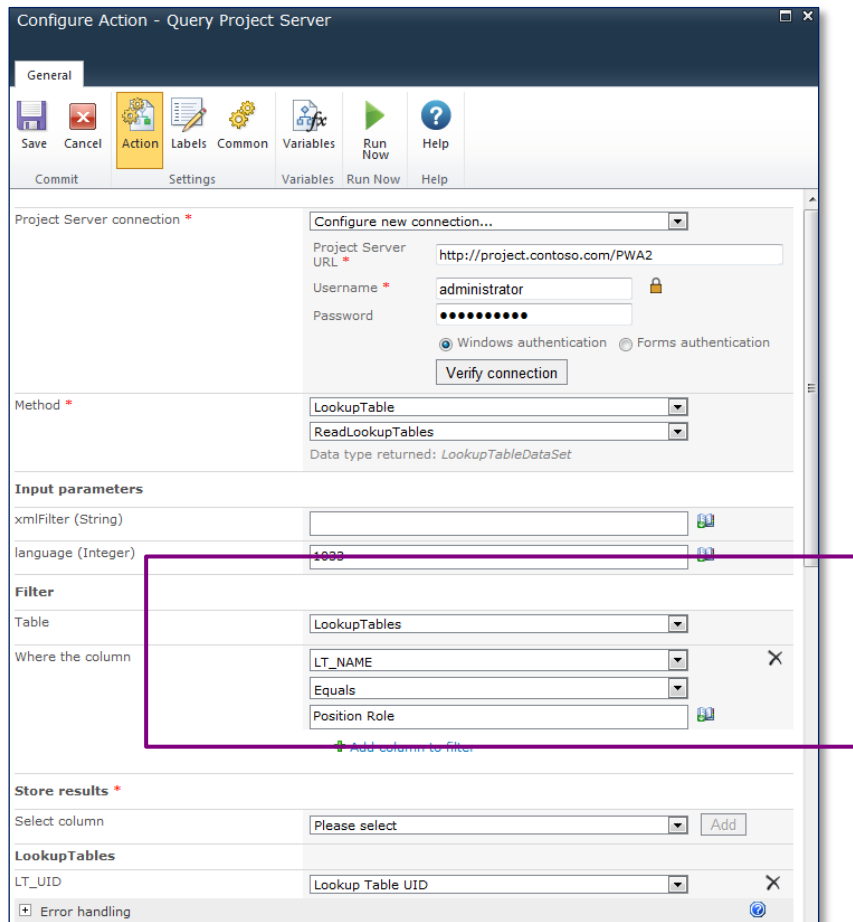 Configure Action - Query Project Server
General
Save Cancel Action Labels Common Variables Run Now Help
Commit Settings Variables Run Now Help
Project Server connection * Configure new connection...
Project Server URL * http://project.contoso.com/PWA2
Username * administrator
Password ●●●●●●●●●●
Windows authentication Forms authentication
Verify connection
Method * LookupTable
ReadLookupTables
Data type returned: LookupTableDataSet
Input parameters
xmlFilter (String)
language (Integer) 1033
Filter
Table LookupTables
Where the column LT_NAME
Equals
Position Role
Add column to filter
Store results *
Select column Please select Add
LookupTables
LT_UID Lookup Table UID
Error handling